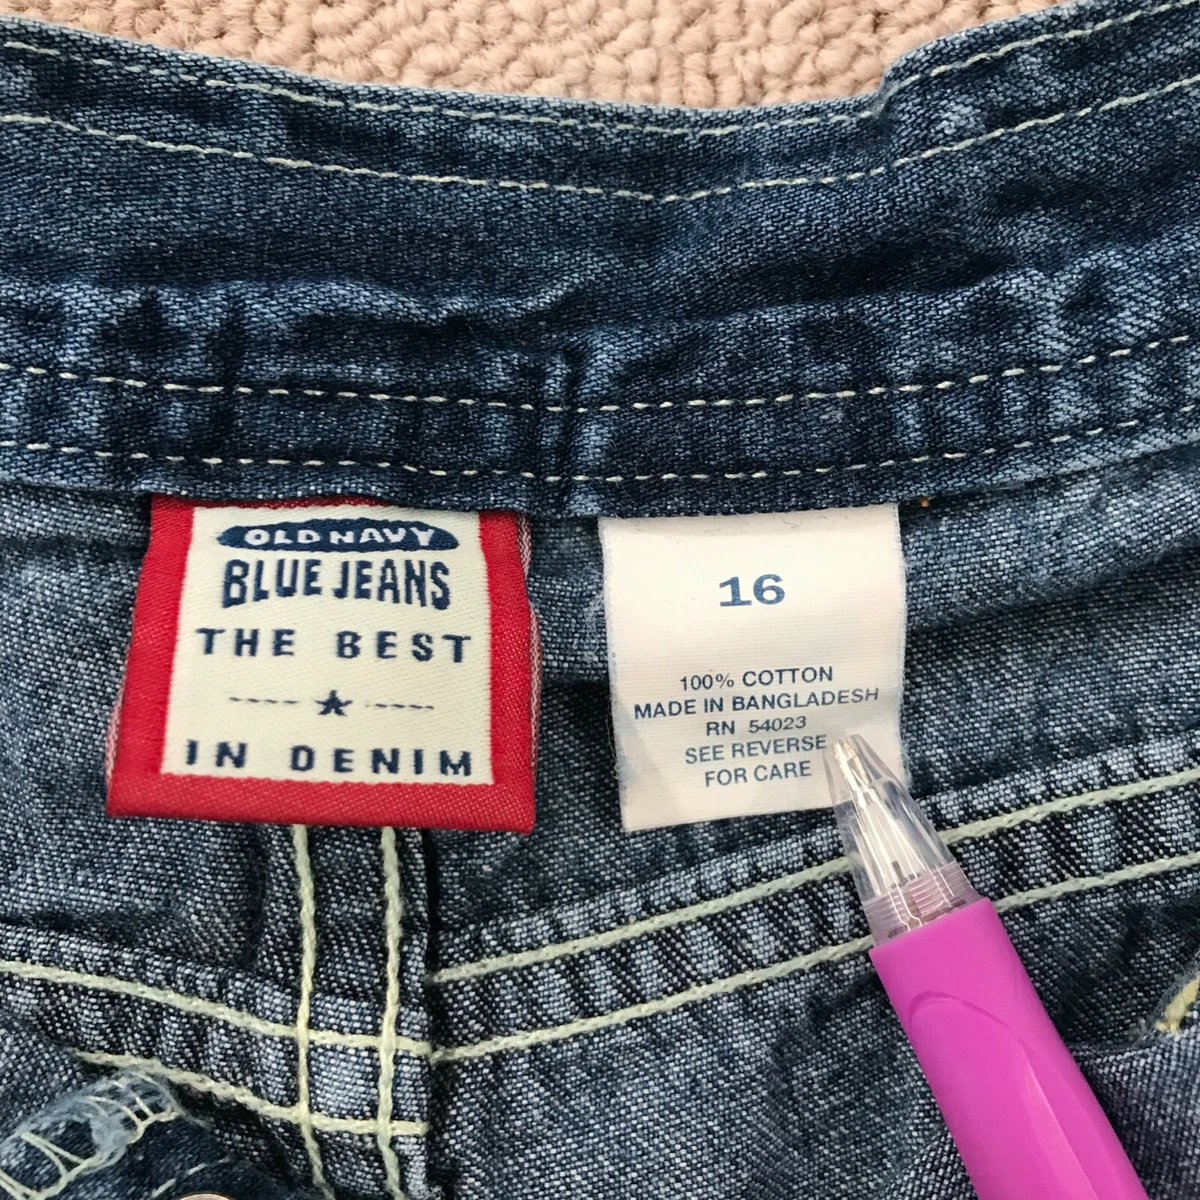 OLD NAVY
BLUE JEANS
THE BEST
IN DENIM
16
100% COTTON
MADE IN BANGLADESH
RN 54023
SEE REVERSE
FOR CARE